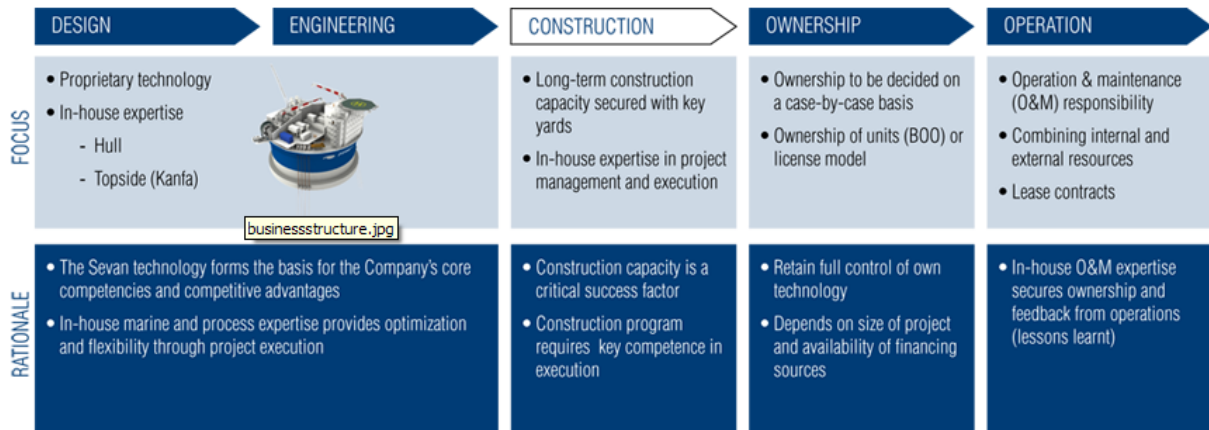 DESIGN
ENGINEERING
CONSTRUCTION
OWNERSHIP
OPERATION
FOCUS
• Proprietary technology
• In-house expertise
- Hull
- Topside (Kanfa)
businessstructure.jpg
• Long-term construction
capacity secured with key
yards
• In-house expertise in project
management and execution
• Ownership to be decided on
a case-by-case basis
• Ownership of units (BOO) or
license model
• Operation & maintenance
(O&M) responsibility
• Combining internal and
external resources
• Lease contracts
RATIONALE
• The Sevan technology forms the basis for the Company's core
competencies and competitive advantages
• In-house marine and process expertise provides optimization
and flexibility through project execution
• Construction capacity is a
critical success factor
• Construction program
requires key competence in
execution
• Retain full control of own
technology
• Depends on size of project
and availability of financing
sources
• In-house O&M expertise
secures ownership and
feedback from operations
(lessons learnt)